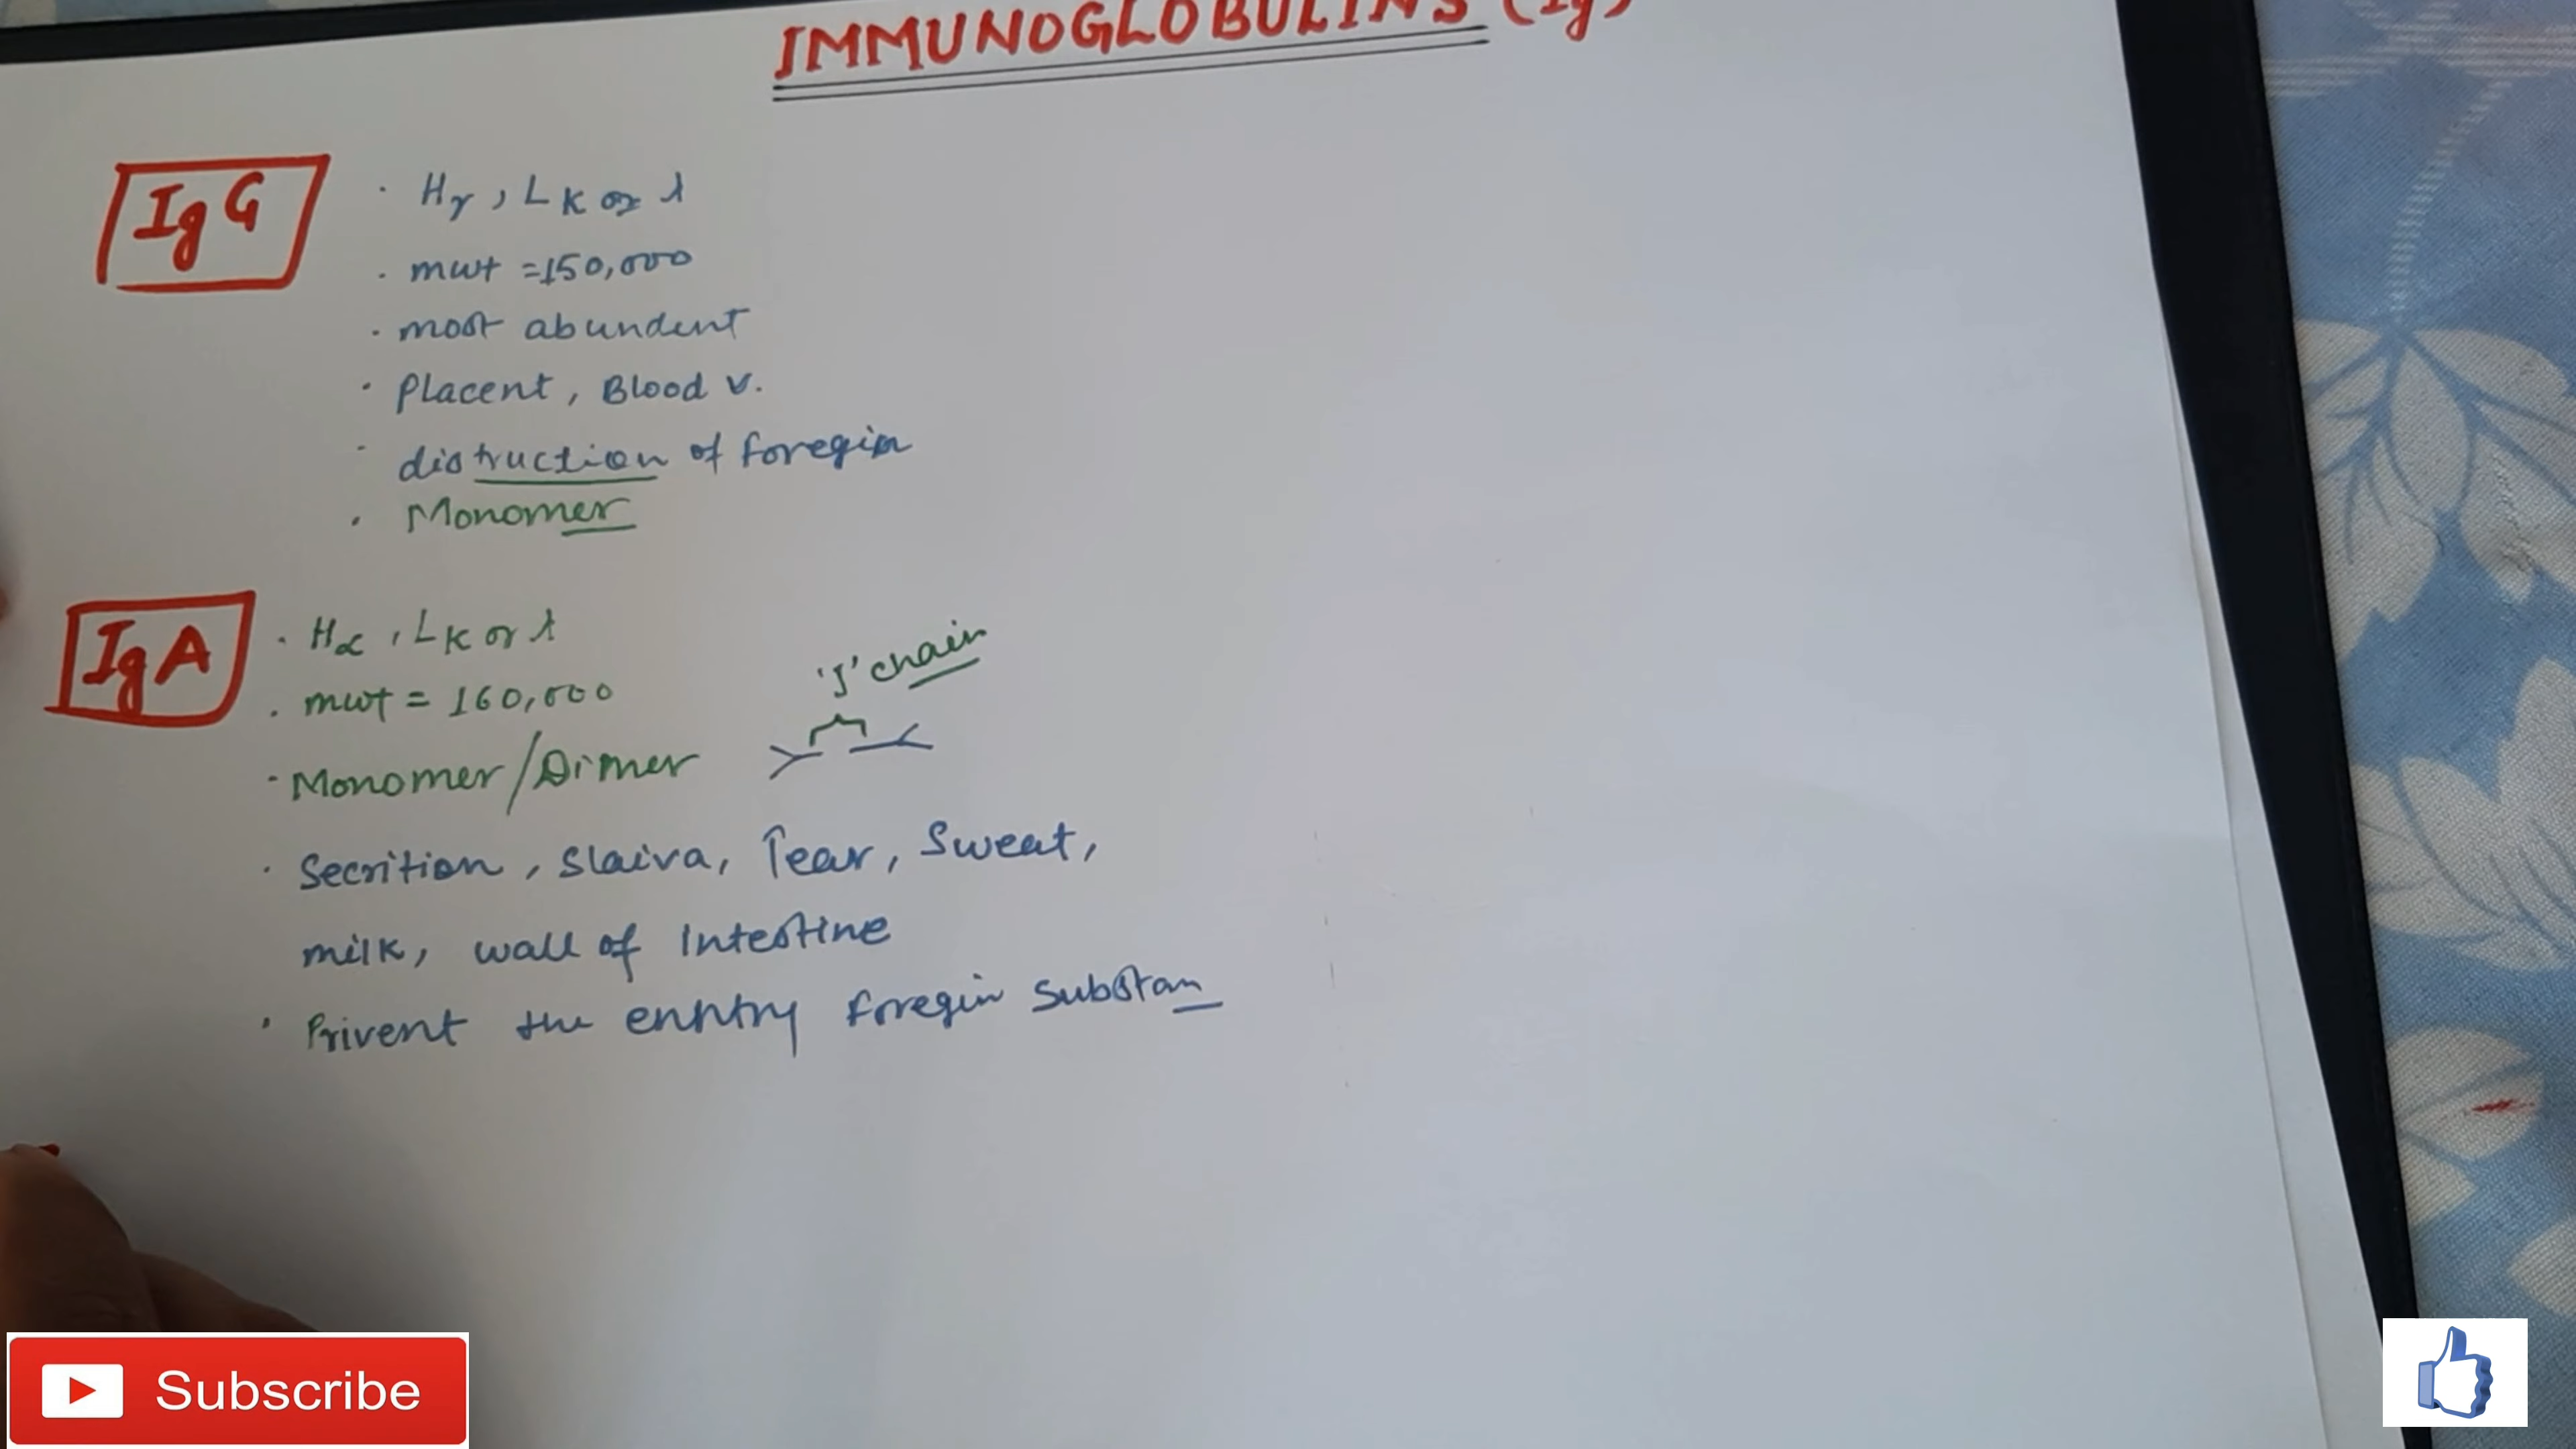 IMMUNOGLOBULINS (Ig)
IgG
· Hγ, L K or λ
· mwt = 150,000
· most abundent
· Placent, Blood v.
· distruction of foregin
· Monomer
IgA
· Hα, L K or λ
· mwt = 160,000
'J' chain
· Monomer/Dimer
· Secrition, Slaiva, Tear, Sweat,
milk, wall of Intestine
· Privent the enntry foregin Substan
Subscribe